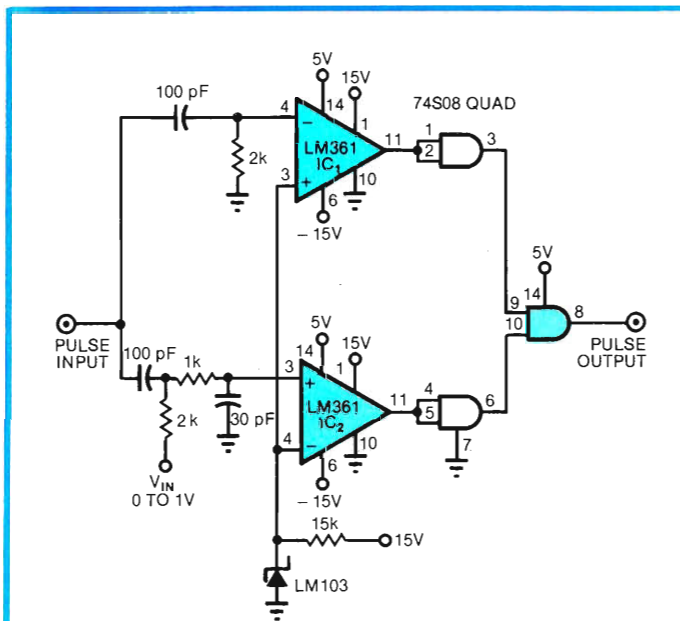 5V
15V
100 pF
74S08 QUAD
4
14
1
–
11
1
2
3
LM361
IC1
2k
3
+
10
6
–15V
5V
9
14
10
8
PULSE
INPUT
PULSE
OUTPUT
5V
15V
100 pF
1k
14
3
1
+
11
4
5
6
LM361
IC2
30 pF
2k
4
–
10
7
6
VIN
0 TO 1V
–15V
15k
15V
LM103